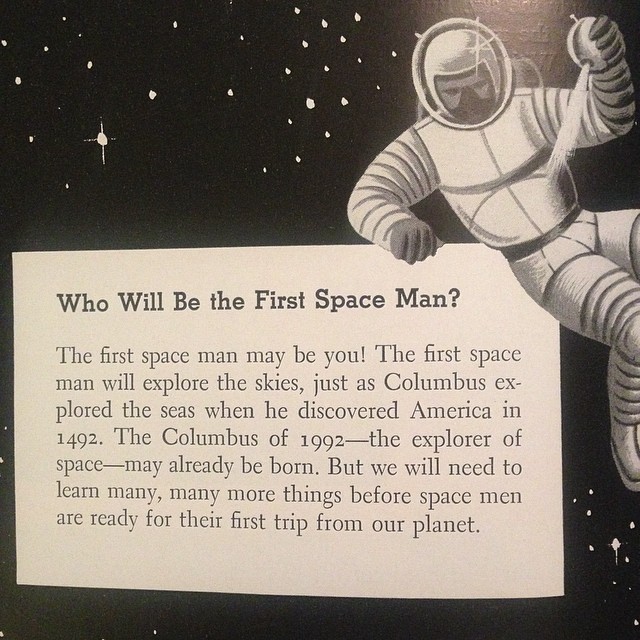 Who Will Be the First Space Man?
The first space man may be you! The first space
man will explore the skies, just as Columbus ex-
plored the seas when he discovered America in
1492. The Columbus of 1992—the explorer of
space—may already be born. But we will need to
learn many, many more things before space men
are ready for their first trip from our planet.